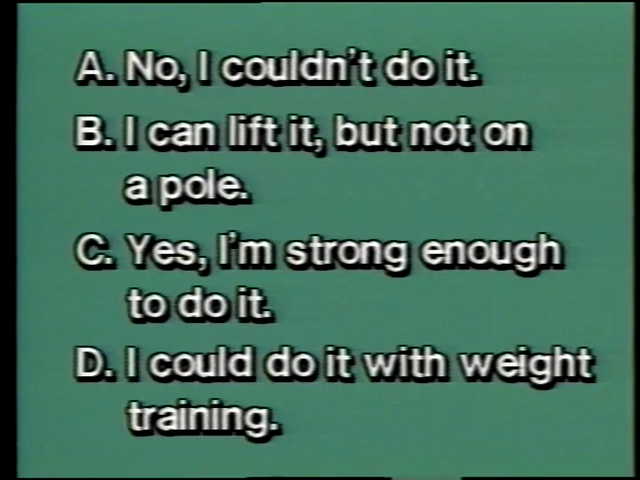 A. No, I couldn't do it.
B. I can lift it, but not on
a pole.
C. Yes, I'm strong enough
to do it.
D. I could do it with weight
training.